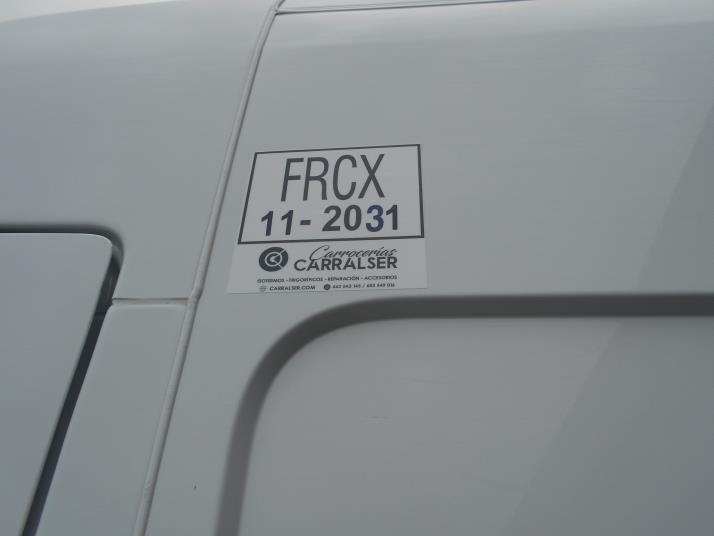 FRCX
11-2031
Carrocerías
CARRALSER
ISOTERMOS • FRIGORÍFICOS • REPARACIÓN • ACCESORIOS
CARRALSER.COM